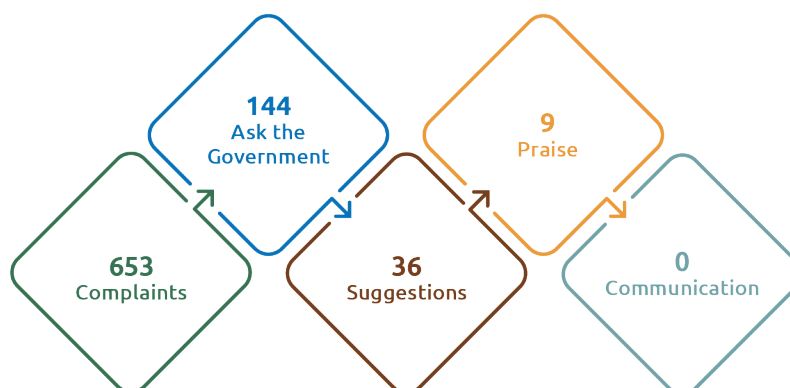 653
Complaints
144
Ask the
Government
36
Suggestions
9
Praise
0
Communication